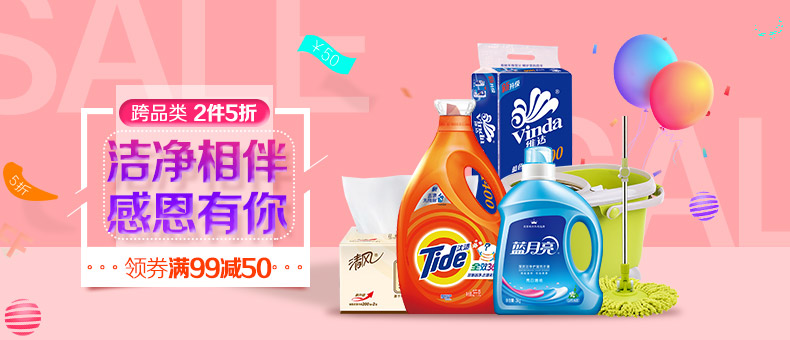 SALE
SALE
¥50
5折
跨品类 2件5折
洁净相伴
感恩有你
领券满99减50
Vinda
维达
清风
Tide
汰渍
全效36
400
蓝月亮